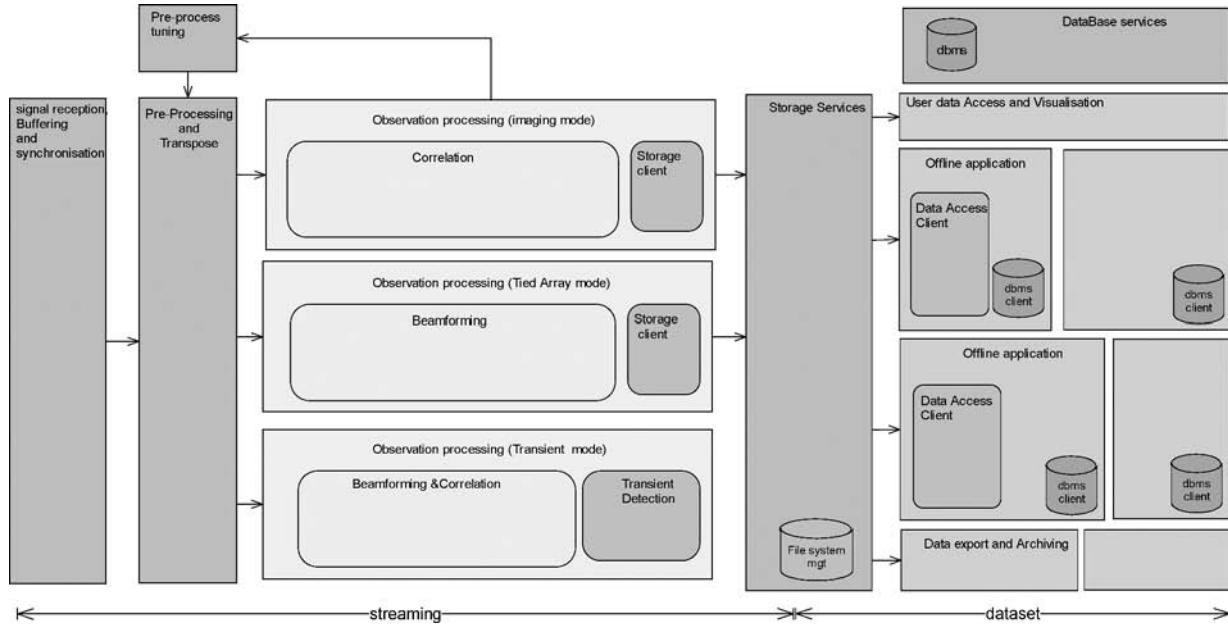 Pre-process
tuning
DataBase services
dbms
signal reception,
Buffering
and
synchronisation
Pre-Processing
and
Transpose
Observation processing (imaging mode)
Correlation
Storage
client
Observation processing (Tied Array mode)
Beamforming
Storage
client
Observation processing (Transient mode)
Beamforming &Correlation
Transient
Detection
Storage Services
File system
mgt
User data Access and Visualisation
Offline application
Data Access
Client
dbms
client
dbms
client
Offline application
Data Access
Client
dbms
client
dbms
client
Data export and Archiving
streaming
dataset